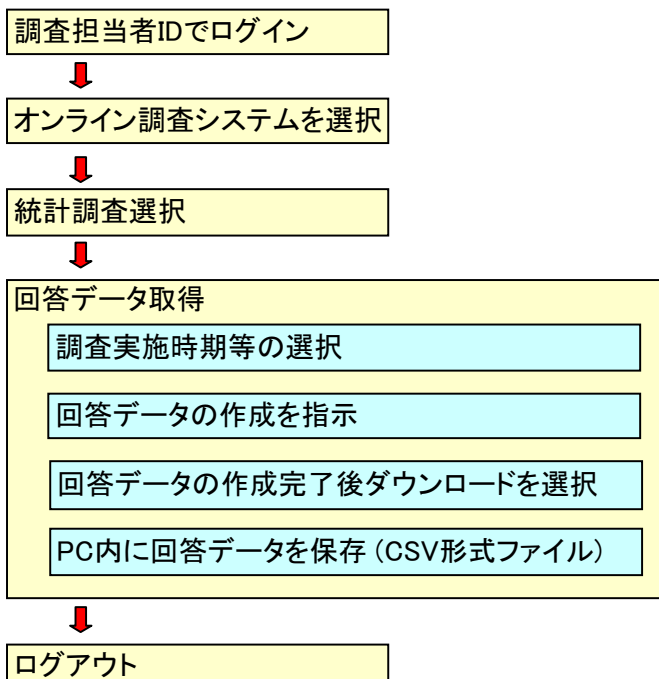 調査担当者IDでログイン
オンライン調査システムを選択
統計調査選択
回答データ取得
調査実施時期等の選択
回答データの作成を指示
回答データの作成完了後ダウンロードを選択
PC内に回答データを保存（CSV形式ファイル）
ログアウト